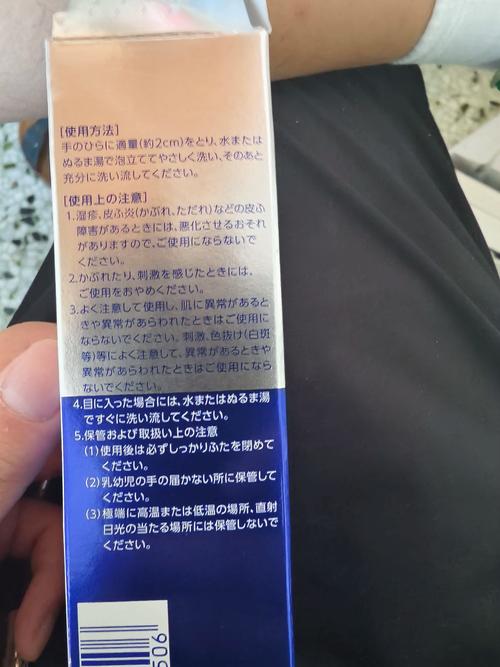 [使用方法]
手のひらに適量(約2cm)をとり、水または
ぬるま湯で泡立ててやさしく洗い、そのあと
充分に洗い流してください。
[使用上の注意]
1.湿疹、皮ふ炎(かぶれ、ただれ)などの皮ふ
障害があるときには、悪化させるおそれ
がありますので、ご使用にならないで
ください。
2.かぶれたり、刺激を感じたときには、
ご使用をおやめください。
3.よく注意して使用し、肌に異常があると
きや異常があらわれたときはご使用に
ならないでください。刺激、色抜け(白斑
等)等によく注意して、異常があるときや
異常があらわれたときはご使用になら
ないでください。
4.目に入った場合には、水またはぬるま湯
ですぐに洗い流してください。
5.保管および取扱い上の注意
(1)使用後は必ずしっかりふたを閉めて
ください。
(2)乳幼児の手の届かない所に保管して
ください。
(3)極端に高温または低温の場所、直射
日光の当たる場所には保管しないで
ください。
506